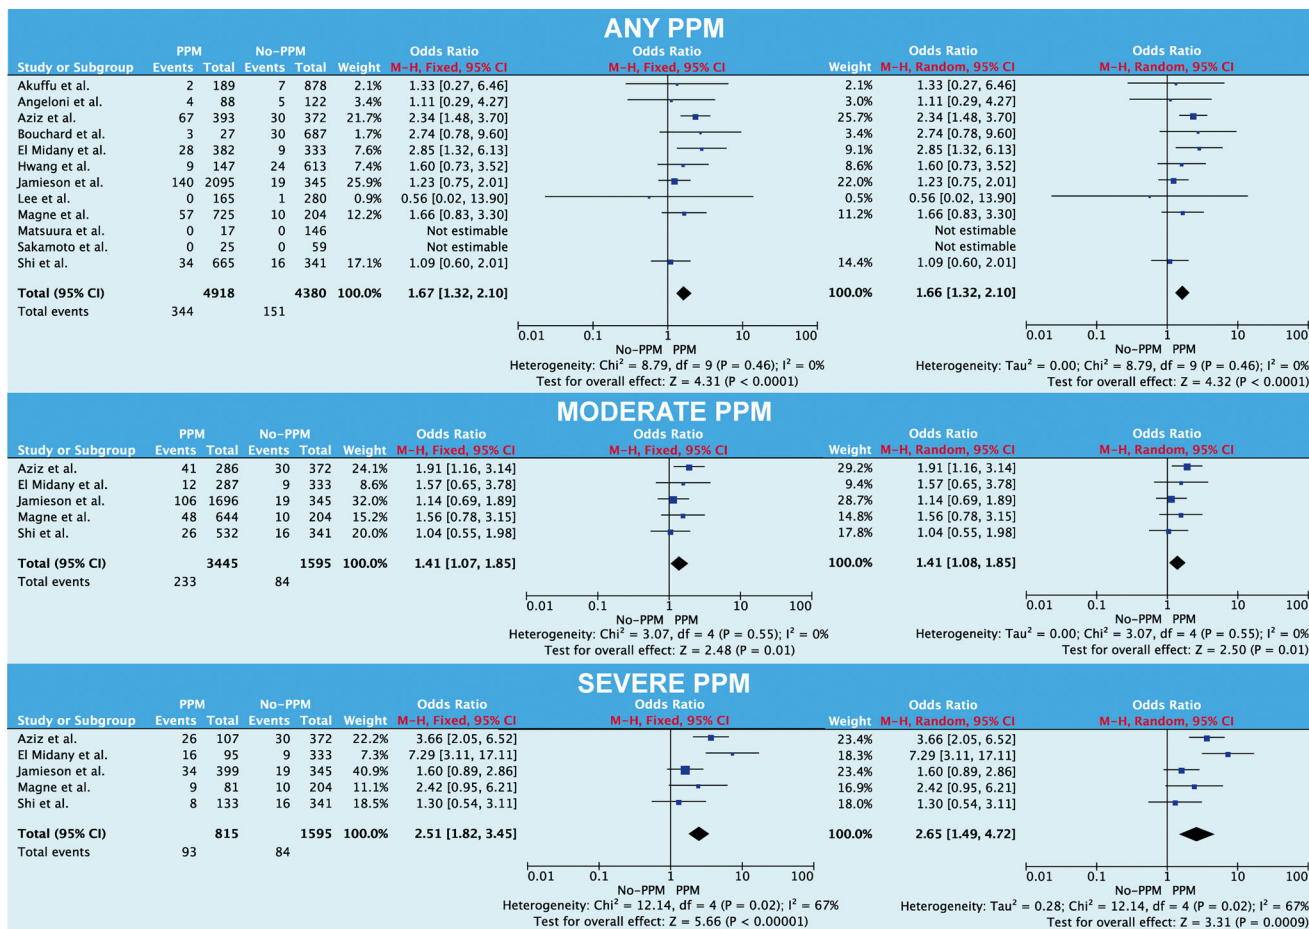 ANY PPM
PPM No-PPM Odds Ratio Odds Ratio Odds Ratio Odds Ratio
Study or Subgroup Events Total Events Total Weight M-H, Fixed, 95% CI M-H, Fixed, 95% CI Weight M-H, Random, 95% CI M-H, Random, 95% CI
Akuffu et al. 2 189 7 878 2.1% 1.33 [0.27, 6.46] 2.1% 1.33 [0.27, 6.46]
Angeloni et al. 4 88 5 122 3.4% 1.11 [0.29, 4.27] 3.0% 1.11 [0.29, 4.27]
Aziz et al. 67 393 30 372 21.7% 2.34 [1.48, 3.70] 25.7% 2.34 [1.48, 3.70]
Bouchard et al. 3 27 30 687 1.7% 2.74 [0.78, 9.60] 3.4% 2.74 [0.78, 9.60]
El Midany et al. 28 382 9 333 7.6% 2.85 [1.32, 6.13] 9.1% 2.85 [1.32, 6.13]
Hwang et al. 9 147 24 613 7.4% 1.60 [0.73, 3.52] 8.6% 1.60 [0.73, 3.52]
Jamieson et al. 140 2095 19 345 25.9% 1.23 [0.75, 2.01] 22.0% 1.23 [0.75, 2.01]
Lee et al. 0 165 1 280 0.9% 0.56 [0.02, 13.90] 0.5% 0.56 [0.02, 13.90]
Magne et al. 57 725 10 204 12.2% 1.66 [0.83, 3.30] 11.2% 1.66 [0.83, 3.30]
Matsuura et al. 0 17 0 146 Not estimable Not estimable
Sakamoto et al. 0 25 0 59 Not estimable Not estimable
Shi et al. 34 665 16 341 17.1% 1.09 [0.60, 2.01] 14.4% 1.09 [0.60, 2.01]
Total (95% CI) 4918 4380 100.0% 1.67 [1.32, 2.10] 100.0% 1.66 [1.32, 2.10]
Total events 344 151
0.01 0.1 1 10 100 0.01 0.1 1 10 100
No-PPM PPM No-PPM PPM
Heterogeneity: Chi² = 8.79, df = 9 (P = 0.46); I² = 0% Heterogeneity: Tau² = 0.00; Chi² = 8.79, df = 9 (P = 0.46); I² = 0%
Test for overall effect: Z = 4.31 (P < 0.0001) Test for overall effect: Z = 4.32 (P < 0.0001)
MODERATE PPM
PPM No-PPM Odds Ratio Odds Ratio Odds Ratio Odds Ratio
Study or Subgroup Events Total Events Total Weight M-H, Fixed, 95% CI M-H, Fixed, 95% CI Weight M-H, Random, 95% CI M-H, Random, 95% CI
Aziz et al. 41 286 30 372 24.1% 1.91 [1.16, 3.14] 29.2% 1.91 [1.16, 3.14]
El Midany et al. 12 287 9 333 8.6% 1.57 [0.65, 3.78] 9.4% 1.57 [0.65, 3.78]
Jamieson et al. 106 1696 19 345 32.0% 1.14 [0.69, 1.89] 28.7% 1.14 [0.69, 1.89]
Magne et al. 48 644 10 204 15.2% 1.56 [0.78, 3.15] 14.8% 1.56 [0.78, 3.15]
Shi et al. 26 532 16 341 20.0% 1.04 [0.55, 1.98] 17.8% 1.04 [0.55, 1.98]
Total (95% CI) 3445 1595 100.0% 1.41 [1.07, 1.85] 100.0% 1.41 [1.08, 1.85]
Total events 233 84
0.01 0.1 1 10 100 0.01 0.1 1 10 100
No-PPM PPM No-PPM PPM
Heterogeneity: Chi² = 3.07, df = 4 (P = 0.55); I² = 0% Heterogeneity: Tau² = 0.00; Chi² = 3.07, df = 4 (P = 0.55); I² = 0%
Test for overall effect: Z = 2.48 (P = 0.01) Test for overall effect: Z = 2.50 (P = 0.01)
SEVERE PPM
PPM No-PPM Odds Ratio Odds Ratio Odds Ratio Odds Ratio
Study or Subgroup Events Total Events Total Weight M-H, Fixed, 95% CI M-H, Fixed, 95% CI Weight M-H, Random, 95% CI M-H, Random, 95% CI
Aziz et al. 26 107 30 372 22.2% 3.66 [2.05, 6.52] 23.4% 3.66 [2.05, 6.52]
El Midany et al. 16 95 9 333 7.3% 7.29 [3.11, 17.11] 18.3% 7.29 [3.11, 17.11]
Jamieson et al. 34 399 19 345 40.9% 1.60 [0.89, 2.86] 23.4% 1.60 [0.89, 2.86]
Magne et al. 9 81 10 204 11.1% 2.42 [0.95, 6.21] 16.9% 2.42 [0.95, 6.21]
Shi et al. 8 133 16 341 18.5% 1.30 [0.54, 3.11] 18.0% 1.30 [0.54, 3.11]
Total (95% CI) 815 1595 100.0% 2.51 [1.82, 3.45] 100.0% 2.65 [1.49, 4.72]
Total events 93 84
0.01 0.1 1 10 100 0.01 0.1 1 10 100
No-PPM PPM No-PPM PPM
Heterogeneity: Chi² = 12.14, df = 4 (P = 0.02); I² = 67% Heterogeneity: Tau² = 0.28; Chi² = 12.14, df = 4 (P = 0.02); I² = 67%
Test for overall effect: Z = 5.66 (P < 0.00001) Test for overall effect: Z = 3.31 (P = 0.0009)